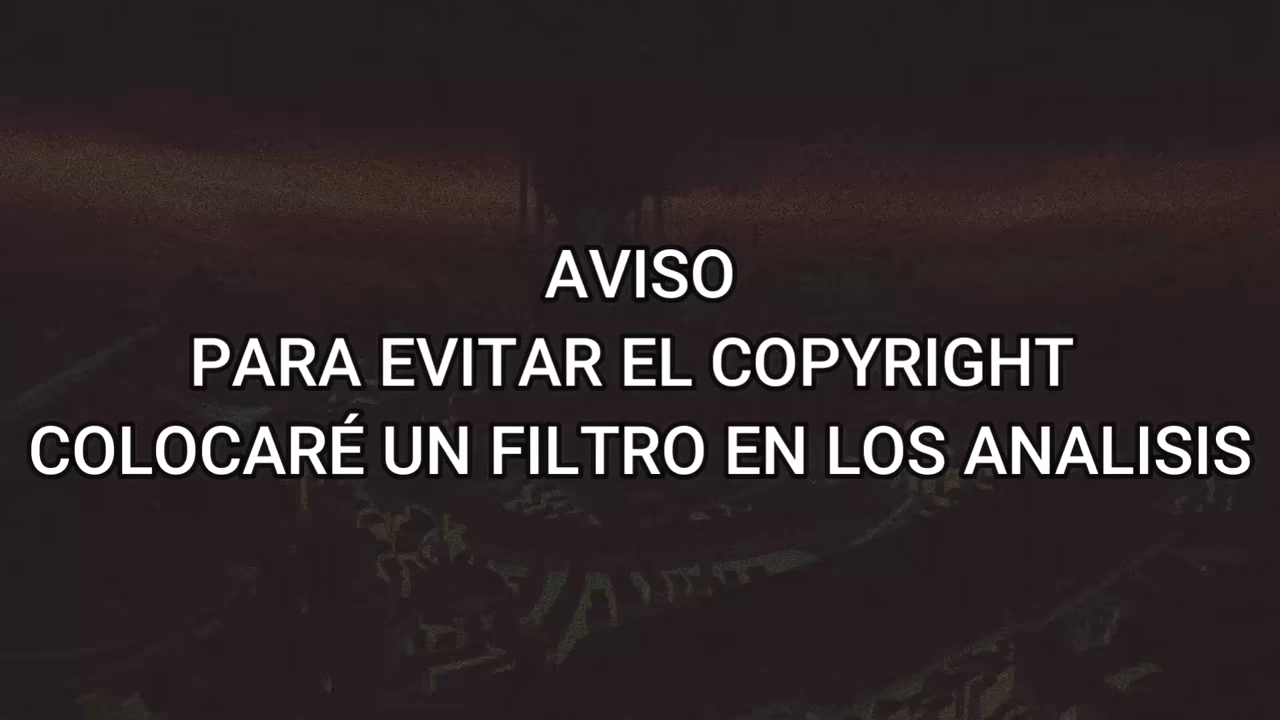 AVISO
PARA EVITAR EL COPYRIGHT
COLOCARÉ UN FILTRO EN LOS ANALISIS